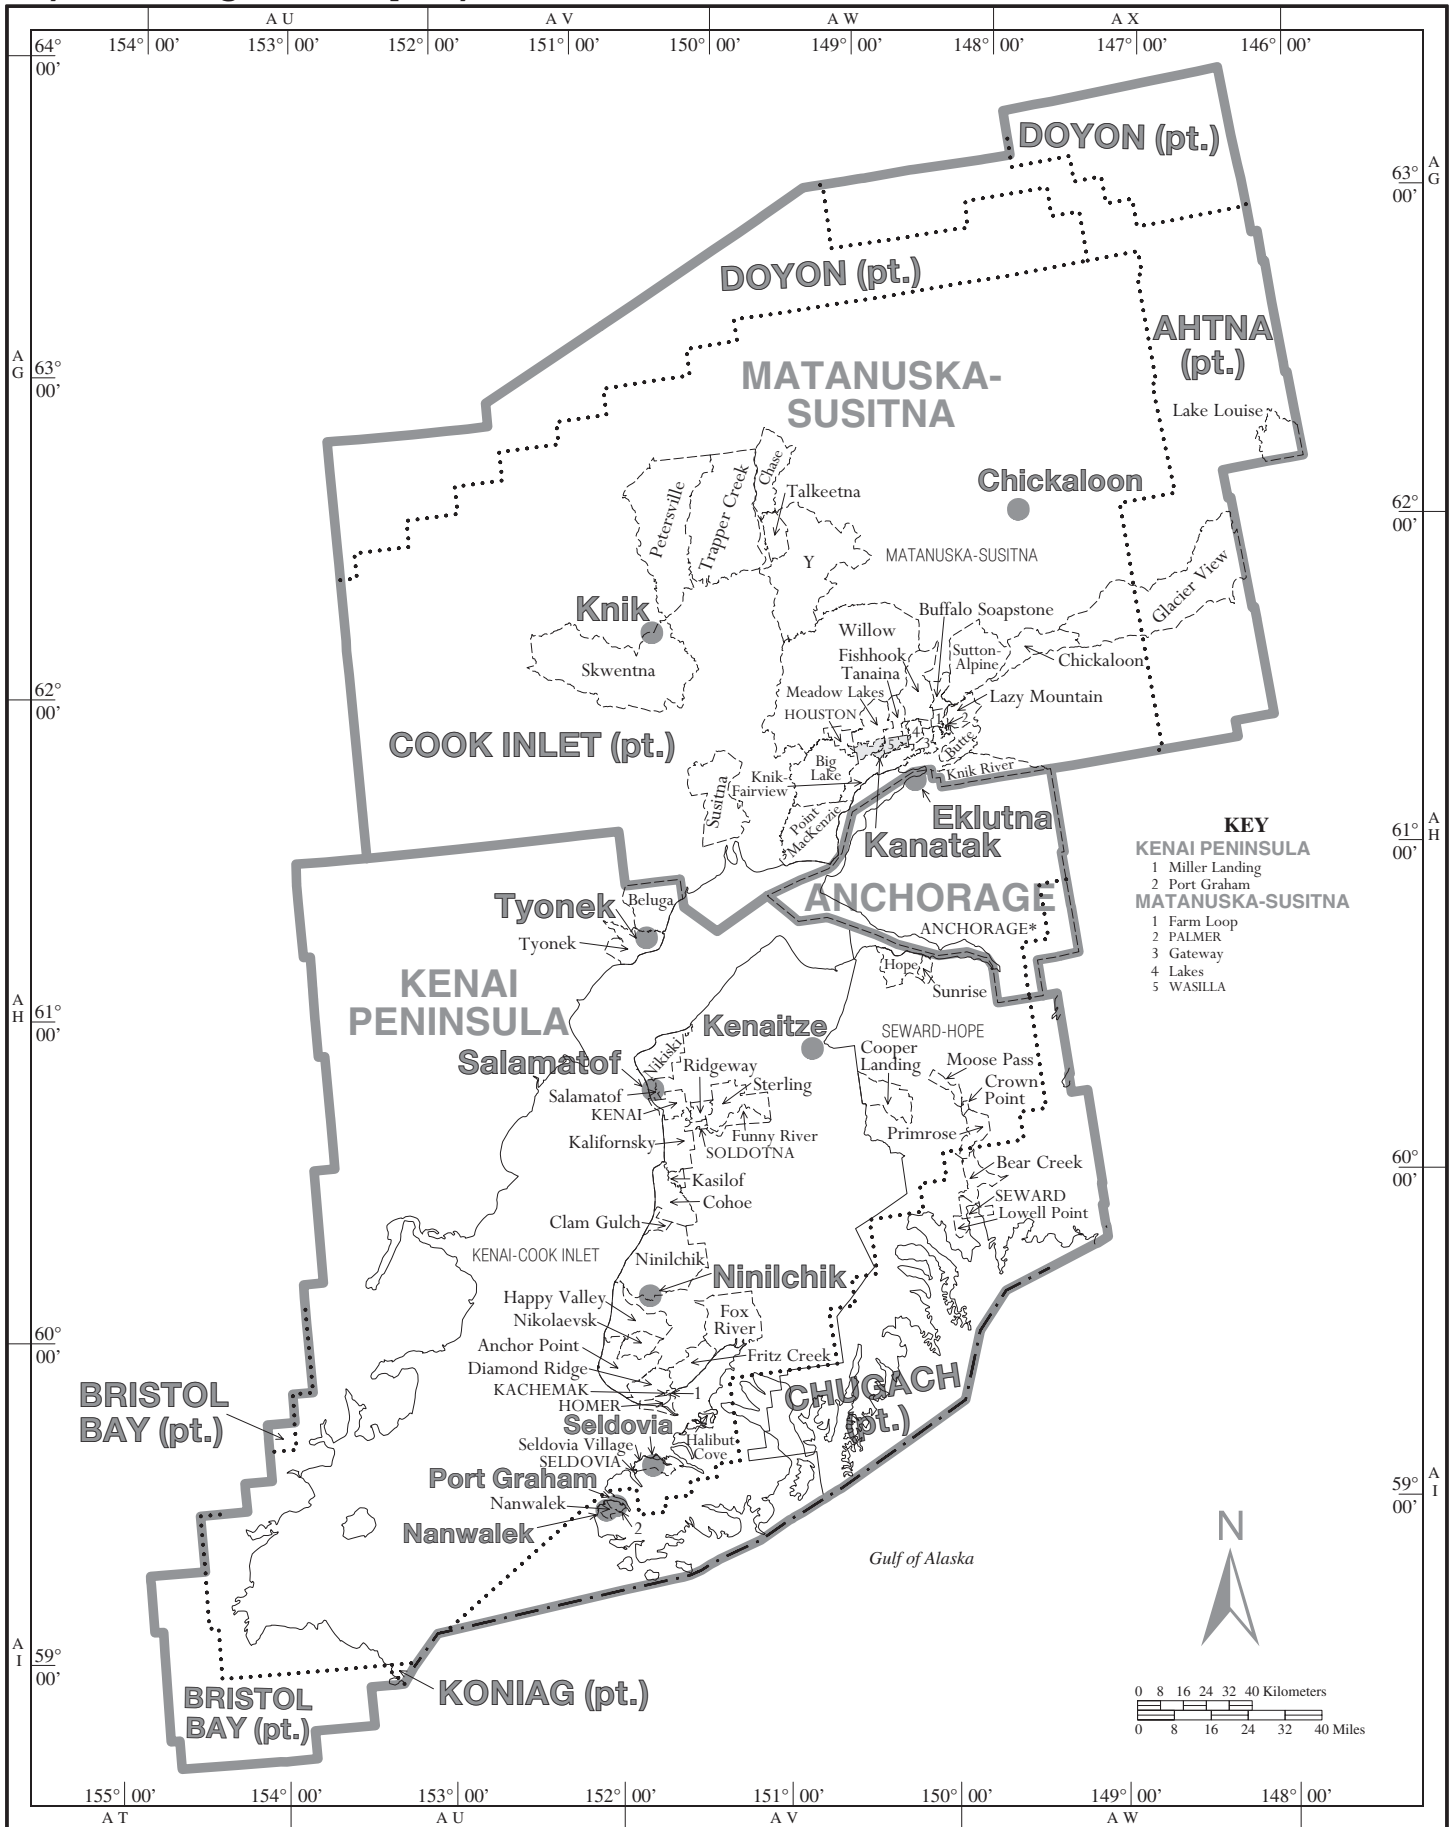 A U
A V
A W
A X
154° 00'
153° 00'
152° 00'
151° 00'
150° 00'
149° 00'
148° 00'
147° 00'
146° 00'
64°
00'
DOYON (pt.)
63°
00'
A
G
DOYON (pt.)
AHTNA
(pt.)
A
G
63°
00'
MATANUSKA-
SUSITNA
Lake Louise
Chase
Chickaloon
Petersville
Trapper Creek
Talkeetna
62°
00'
Y
MATANUSKA-SUSITNA
Glacier View
Knik
Buffalo Soapstone
Willow
Skwentna
Fishhook
Sutton-
Alpine
Chickaloon
Tanaina
62°
00'
Meadow Lakes
Lazy Mountain
HOUSTON
1
2
4
3
5
Butte
COOK INLET (pt.)
Big
Lake
Knik River
Knik-
Fairview
Susitna
Point
MacKenzie
Eklutna
Kanatak
61°
00'
A
H
KEY
KENAI PENINSULA
1 Miller Landing
2 Port Graham
MATANUSKA-SUSITNA
1 Farm Loop
2 PALMER
3 Gateway
4 Lakes
5 WASILLA
ANCHORAGE
Beluga
Tyonek
ANCHORAGE*
Tyonek
Hope
KENAI
PENINSULA
Sunrise
A
H
61°
00'
Kenaitze
SEWARD-HOPE
Nikiski
Cooper
Landing
Salamatof
Ridgeway
Moose Pass
Salamatof
Sterling
Crown
Point
KENAI
Funny River
Primrose
Kalifornsky
SOLDOTNA
Bear Creek
60°
00'
Kasilof
Cohoe
SEWARD
Lowell Point
Clam Gulch
KENAI-COOK INLET
Ninilchik
Ninilchik
Happy Valley
Nikolaevsk
Fox
River
Anchor Point
60°
00'
Fritz Creek
Diamond Ridge
KACHEMAK
1
HOMER
CHUGACH
(pt.)
BRISTOL
BAY (pt.)
Seldovia
Seldovia Village
Halibut
Cove
SELDOVIA
Port Graham
Nanwalek
Nanwalek
2
59°
00'
A
I
Gulf of Alaska
N
A
I
59°
00'
KONIAG (pt.)
BRISTOL
BAY (pt.)
0 8 16 24 32 40 Kilometers
0 8 16 24 32 40 Miles
155° 00'
154° 00'
153° 00'
152° 00'
151° 00'
150° 00'
149° 00'
148° 00'
A T
A U
A V
A W